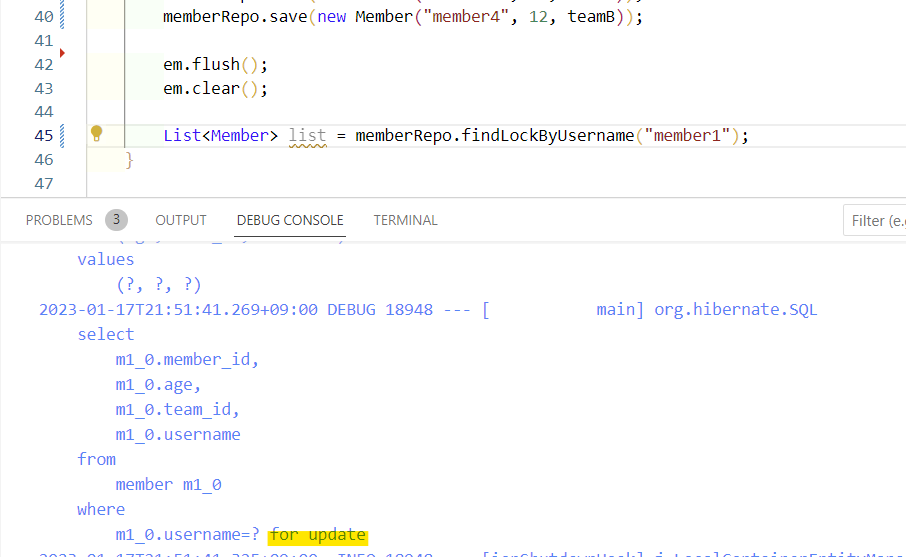 40 memberRepo.save(new Member("member4", 12, teamB));
41
42 em.flush();
43 em.clear();
44
45 List<Member> list = memberRepo.findLockByUsername("member1");
46 }
47
PROBLEMS 3 OUTPUT DEBUG CONSOLE TERMINAL Filter (e.
values
(?, ?, ?)
2023-01-17T21:51:41.269+09:00 DEBUG 18948 --- [ main] org.hibernate.SQL
select
m1_0.member_id,
m1_0.age,
m1_0.team_id,
m1_0.username
from
member m1_0
where
m1_0.username=? for update